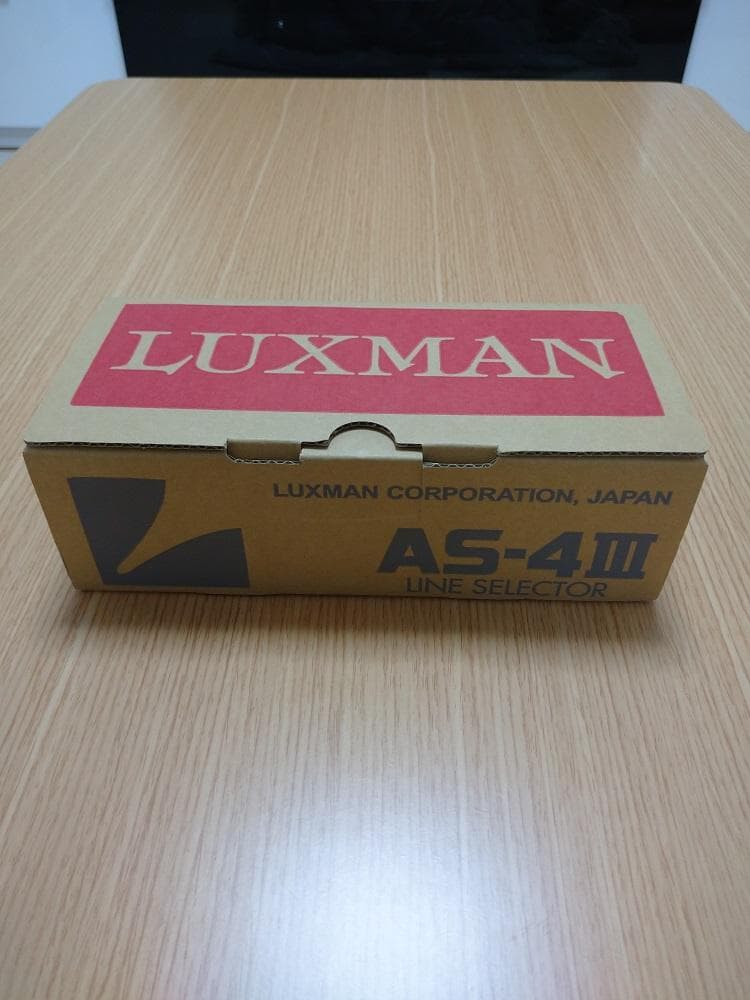 LUXMAN
LUXMAN CORPORATION, JAPAN
AS-4III
LINE SELECTOR